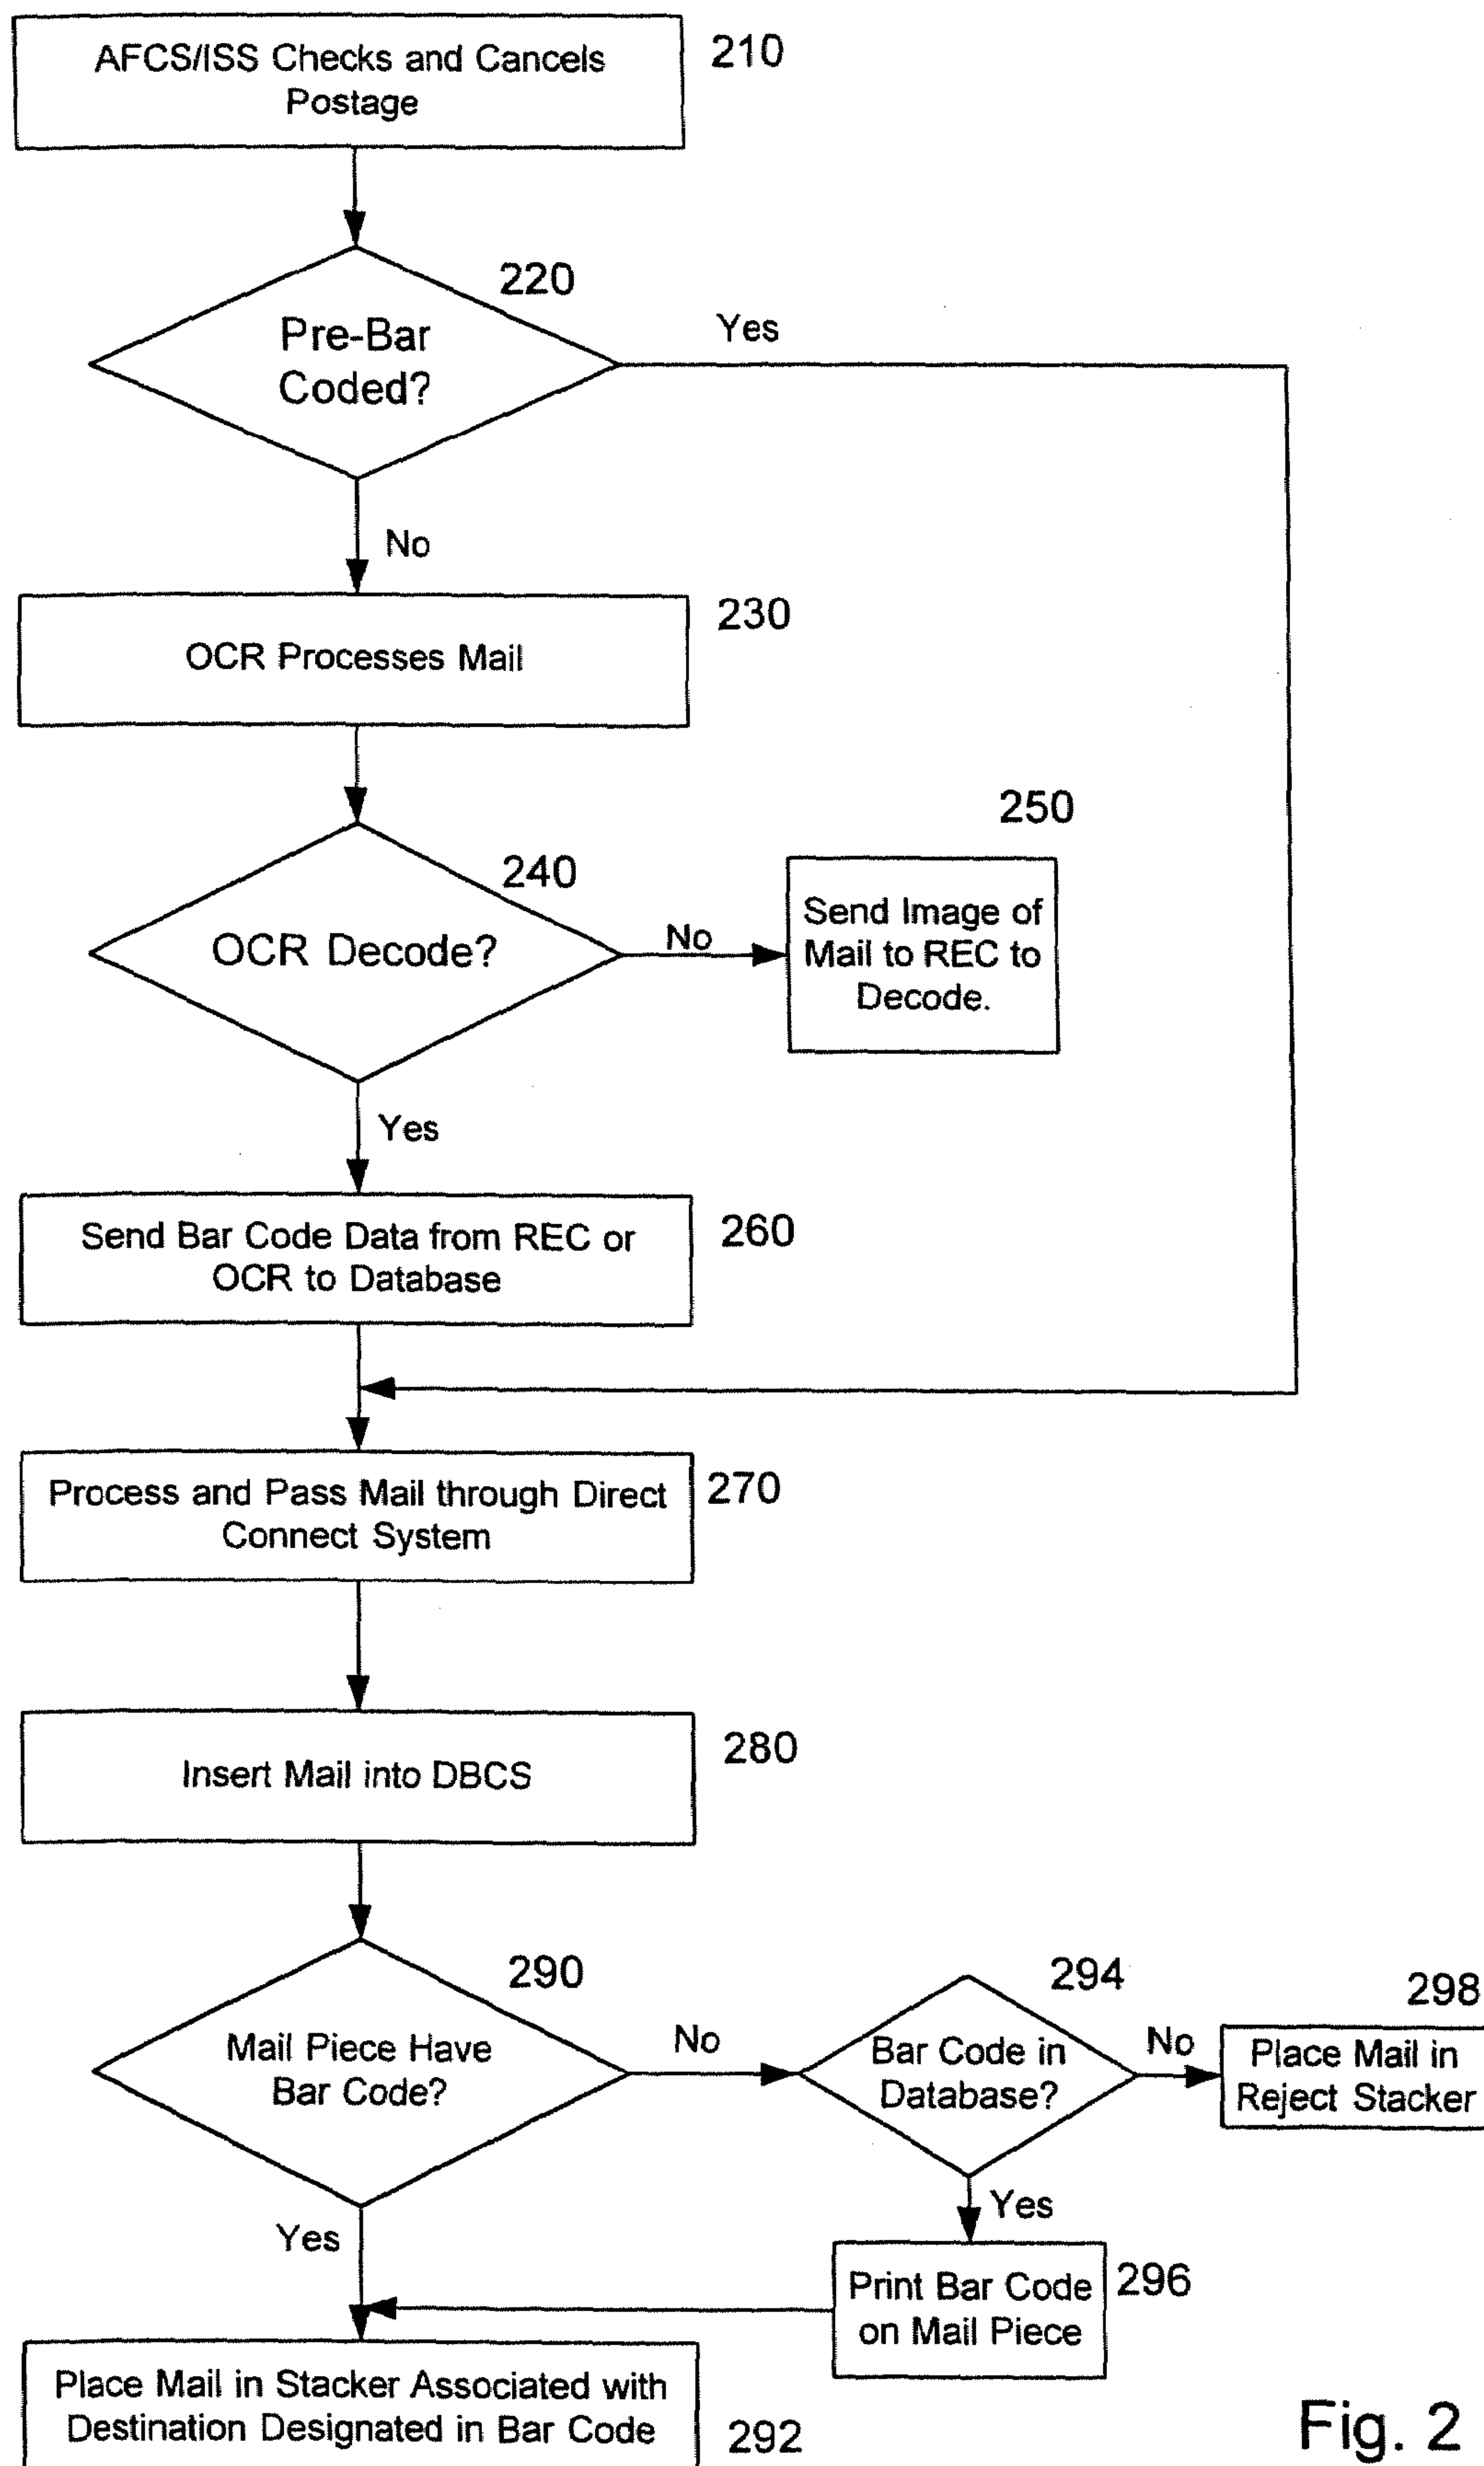 AFCS/ISS Checks and Cancels
Postage
210
220
Pre-Bar
Coded?
Yes
No
230
OCR Processes Mail
250
240
OCR Decode?
No
Send Image of
Mail to REC to
Decode.
Yes
260
Send Bar Code Data from REC or
OCR to Database
270
Process and Pass Mail through Direct
Connect System
280
Insert Mail into DBCS
290
Mail Piece Have
Bar Code?
No
294
Bar Code in
Database?
No
298
Place Mail in
Reject Stacker
Yes
Yes
Print Bar Code
on Mail Piece
296
Place Mail in Stacker Associated with
Destination Designated in Bar Code
292
Fig. 2